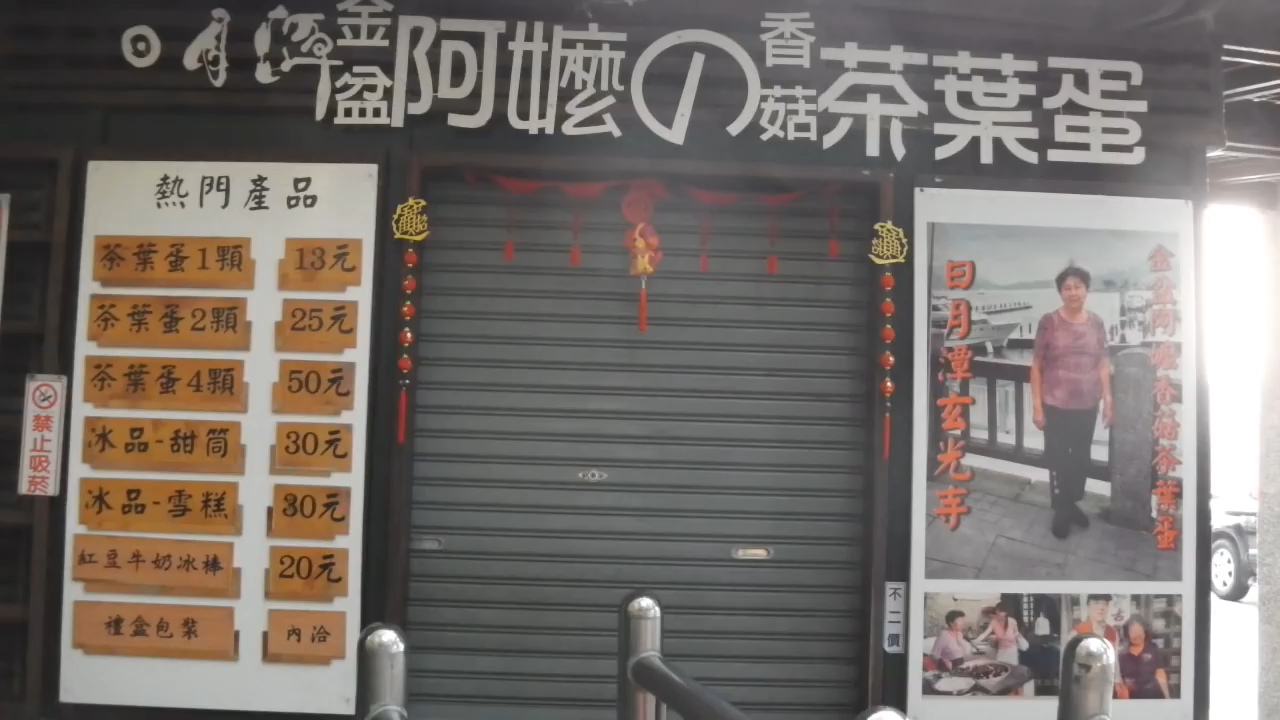 日月潭金盆阿嬤の香菇茶葉蛋
熱門產品
茶葉蛋1顆 13元
茶葉蛋2顆 25元
茶葉蛋4顆 50元
冰品-甜筒 30元
冰品-雪糕 30元
紅豆牛奶冰棒 20元
禮盒包裝 內洽
禁止吸菸
不二價
日月潭玄光寺
金盆阿嬤香菇茶葉蛋